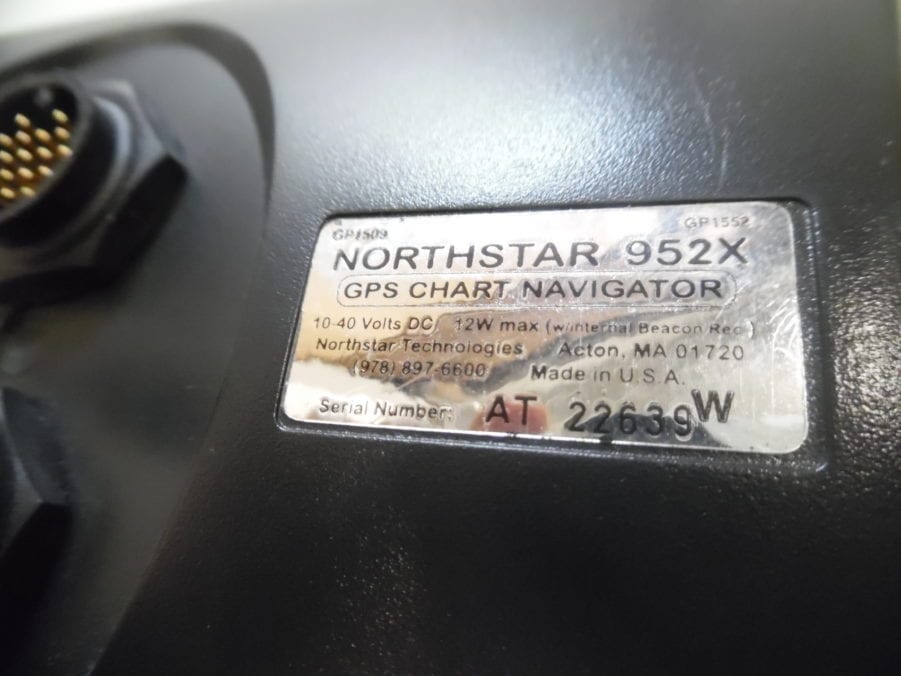 GP1509 GP1552
NORTHSTAR 952X
GPS CHART NAVIGATOR
10-40 Volts DC 12W max (w/internal Beacon Rec.)
Northstar Technologies Acton, MA 01720
(978) 897-6600 Made in U.S.A.
Serial Number: AT 22639 W